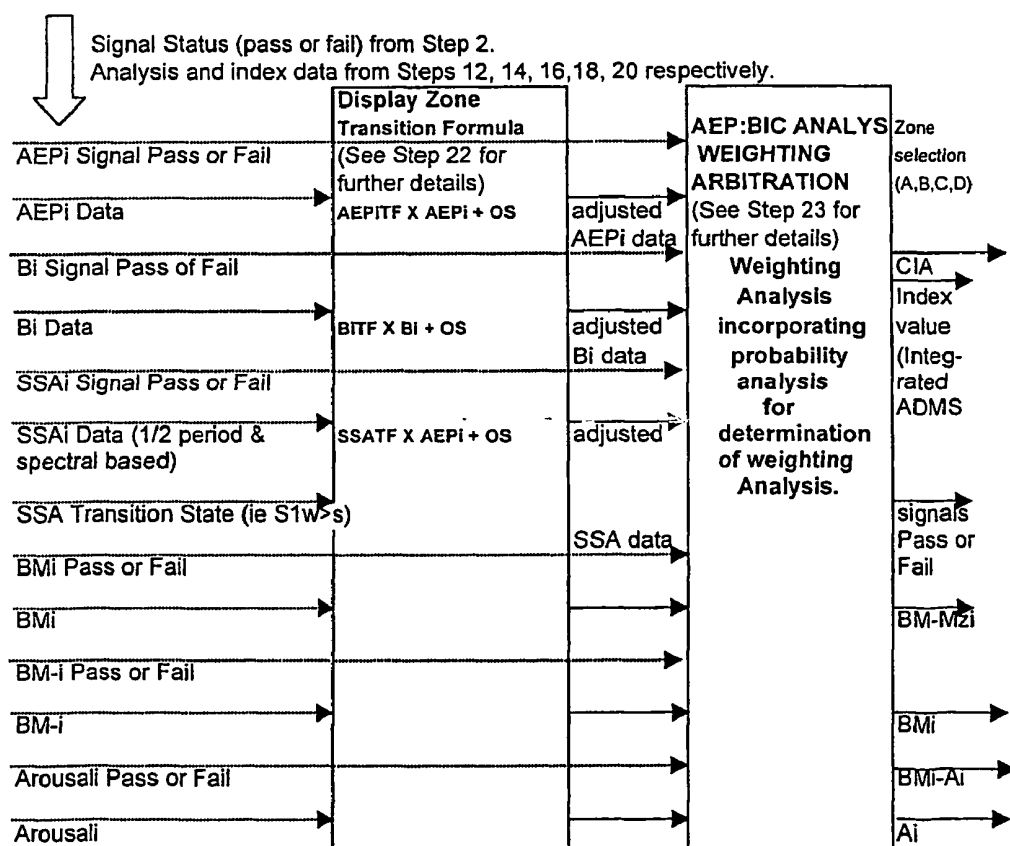 Signal Status (pass or fail) from Step 2.
Analysis and index data from Steps 12, 14, 16,18, 20 respectively.
Display Zone
Transition Formula
(See Step 22 for
further details)
AEPiTF X AEPi + OS
BiTF X Bi + OS
SSATF X AEPi + OS
AEPi Signal Pass or Fail
AEPi Data
Bi Signal Pass of Fail
Bi Data
SSAi Signal Pass or Fail
SSAi Data (1/2 period &
spectral based)
SSA Transition State (ie S1w>s)
BMi Pass or Fail
BMi
BM-i Pass or Fail
BM-i
Arousali Pass or Fail
Arousali
adjusted
AEPi data
adjusted
Bi data
adjusted
SSA data
AEP:BIC ANALYS
WEIGHTING
ARBITRATION
(See Step 23 for
further details)
Weighting
Analysis
incorporating
probability
analysis
for
determination
of weighting
Analysis.
Zone
selection
(A,B,C,D)
CIA
Index
value
(Integ-
rated
ADMS
signals
Pass or
Fail
BM-Mzi
BMi
BMi-Ai
Ai